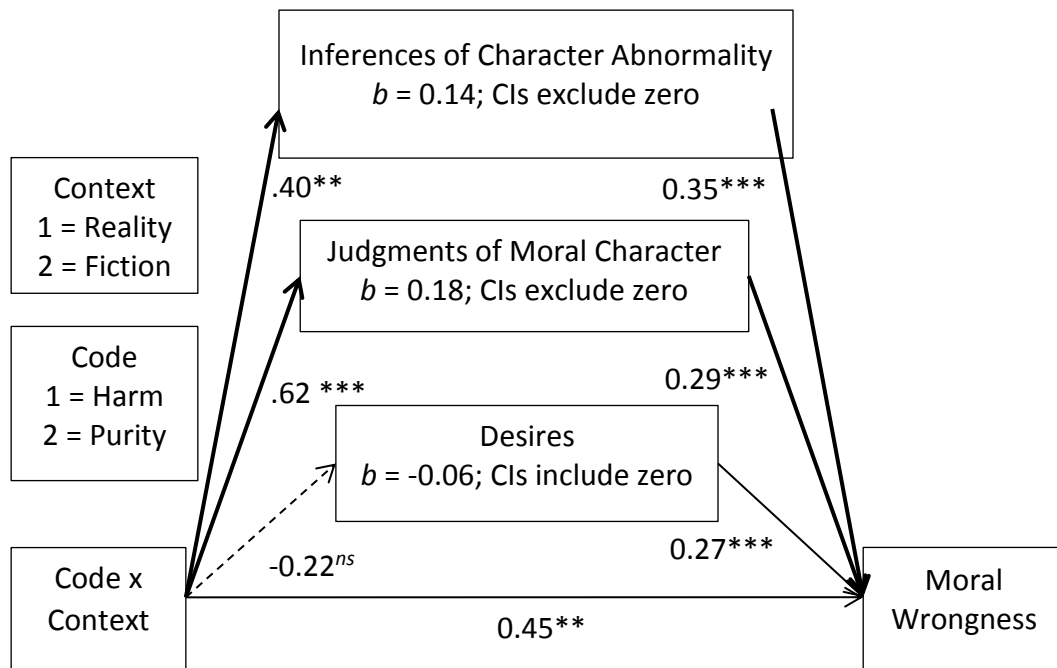 Inferences of Character Abnormality
b = 0.14; CIs exclude zero
Context
1 = Reality
2 = Fiction
.40**
0.35***
Judgments of Moral Character
b = 0.18; CIs exclude zero
Code
1 = Harm
2 = Purity
.62 ***
0.29***
Desires
b = -0.06; CIs include zero
-0.22ns
0.27***
Code x
Context
0.45**
Moral
Wrongness